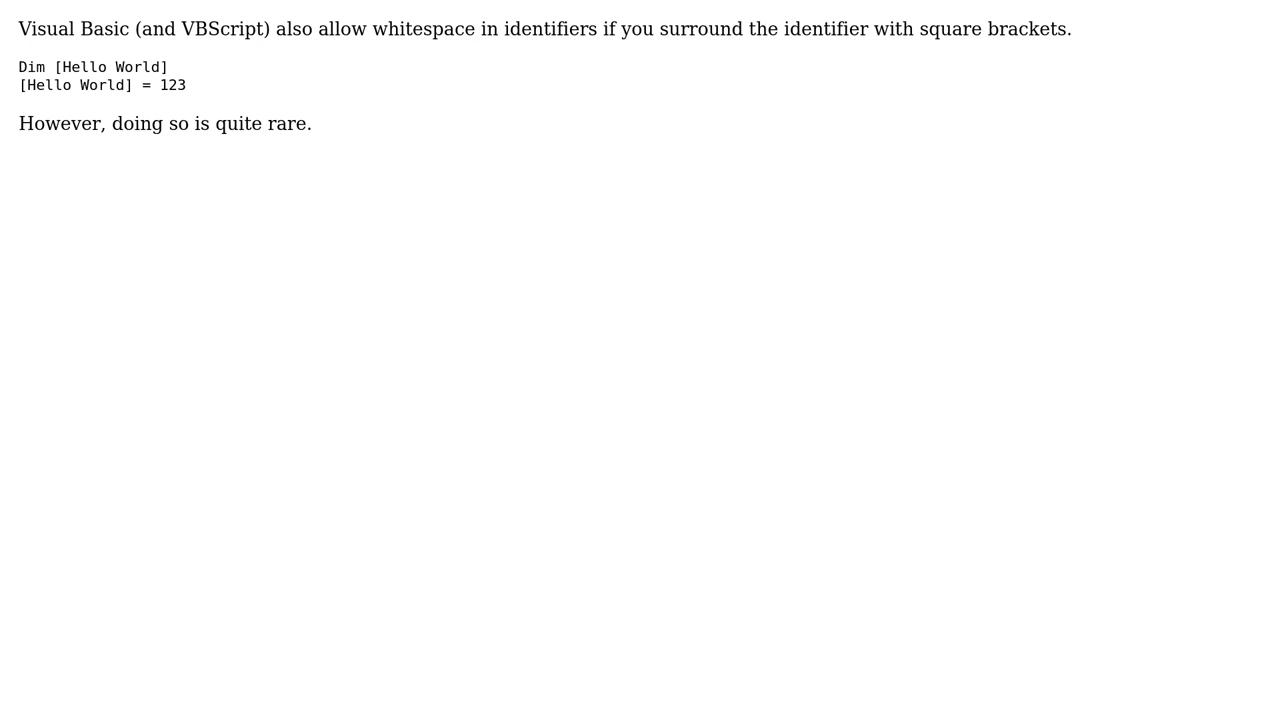 Visual Basic (and VBScript) also allow whitespace in identifiers if you surround the identifier with square brackets.
Dim [Hello World]
[Hello World] = 123
However, doing so is quite rare.